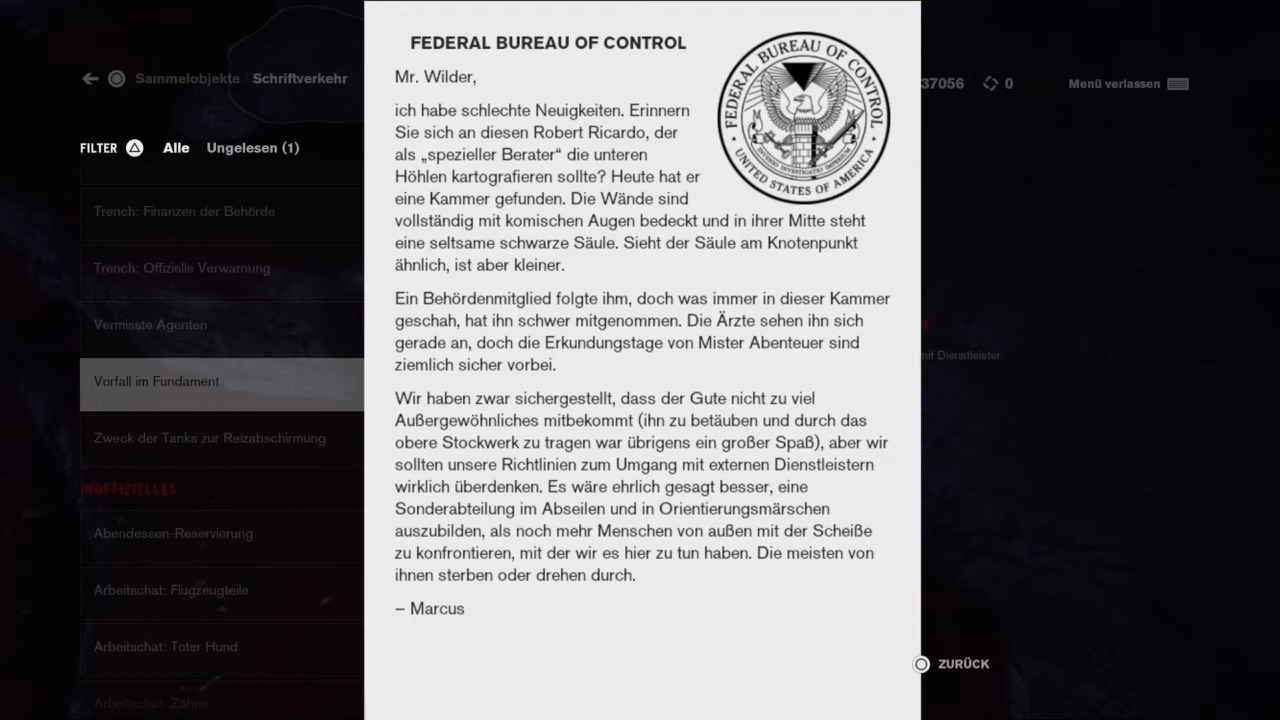 FEDERAL BUREAU OF CONTROL
FEDERAL BUREAU OF CONTROL
UNITED STATES OF AMERICA
Sammelobjekte Schriftverkehr
37056 0 Menü verlassen
FILTER Alle Ungelesen (1)
Trench: Finanzen der Behörde
Trench: Offizielle Verwarnung
Vermisste Agenten
Vorfall im Fundament
Zweck der Tanks zur Reizabschirmung
INOFFIZIELLES
Abendessen-Reservierung
Arbeitschat: Flugzeugteile
Arbeitschat: Toter Hund
Arbeitschat: Zähne
Mr. Wilder,
ich habe schlechte Neuigkeiten. Erinnern
Sie sich an diesen Robert Ricardo, der
als „spezieller Berater“ die unteren
Höhlen kartografieren sollte? Heute hat er
eine Kammer gefunden. Die Wände sind
vollständig mit komischen Augen bedeckt und in ihrer Mitte steht
eine seltsame schwarze Säule. Sieht der Säule am Knotenpunkt
ähnlich, ist aber kleiner.
Ein Behördenmitglied folgte ihm, doch was immer in dieser Kammer
geschah, hat ihn schwer mitgenommen. Die Ärzte sehen ihn sich
gerade an, doch die Erkundungstage von Mister Abenteuer sind
ziemlich sicher vorbei.
Wir haben zwar sichergestellt, dass der Gute nicht zu viel
Außergewöhnliches mitbekommt (ihn zu betäuben und durch das
obere Stockwerk zu tragen war übrigens ein großer Spaß), aber wir
sollten unsere Richtlinien zum Umgang mit externen Dienstleistern
wirklich überdenken. Es wäre ehrlich gesagt besser, eine
Sonderabteilung im Abseilen und in Orientierungsmärschen
auszubilden, als noch mehr Menschen von außen mit der Scheiße
zu konfrontieren, mit der wir es hier zu tun haben. Die meisten von
ihnen sterben oder drehen durch.
– Marcus
mit Dienstleister
ZURÜCK